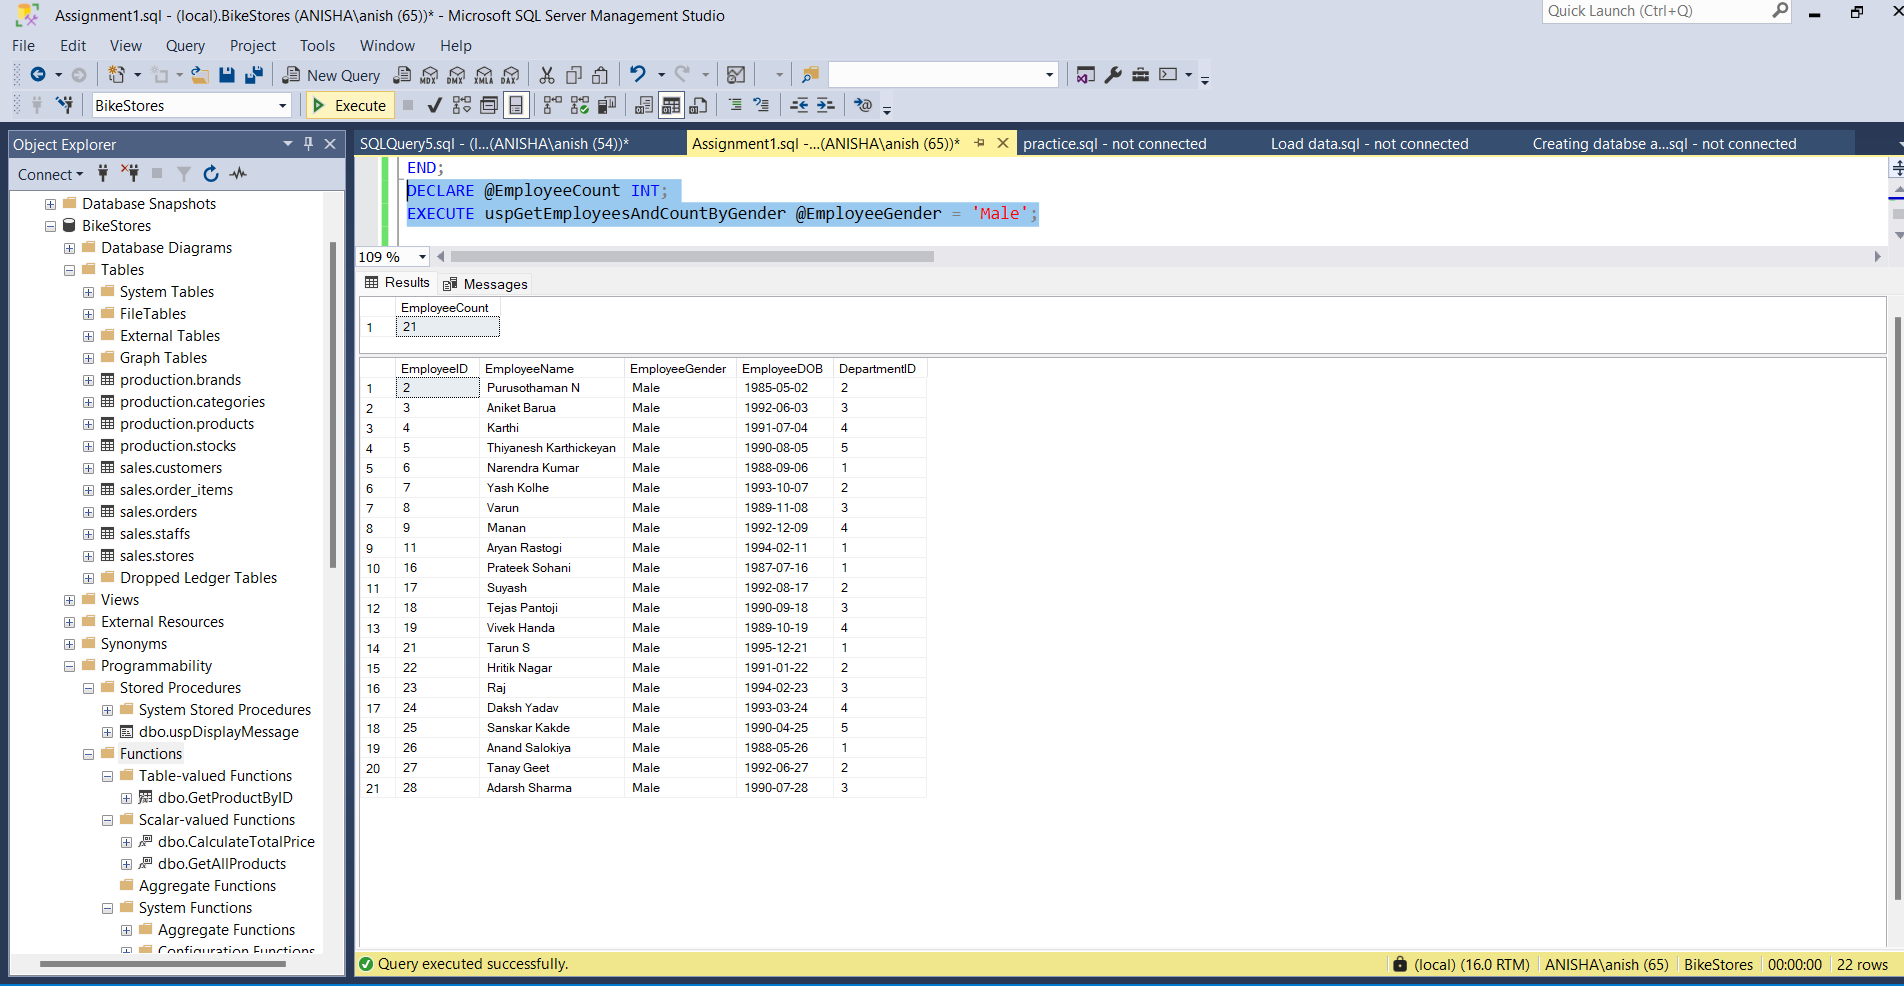 Assignment1.sql - (local).BikeStores (ANISHA\anish (65))* - Microsoft SQL Server Management Studio
Quick Launch (Ctrl+Q)
File Edit View Query Project Tools Window Help
New Query MDX DMX XMLA DAX
BikeStores Execute
Object Explorer
SQLQuery5.sql - (l...(ANISHA\anish (54))* Assignment1.sql -...(ANISHA\anish (65))* practice.sql - not connected Load data.sql - not connected Creating databse a...sql - not connected
Connect
Database Snapshots
BikeStores
Database Diagrams
Tables
System Tables
FileTables
External Tables
Graph Tables
production.brands
production.categories
production.products
production.stocks
sales.customers
sales.order_items
sales.orders
sales.staffs
sales.stores
Dropped Ledger Tables
Views
External Resources
Synonyms
Programmability
Stored Procedures
System Stored Procedures
dbo.uspDisplayMessage
Functions
Table-valued Functions
dbo.GetProductByID
Scalar-valued Functions
dbo.CalculateTotalPrice
dbo.GetAllProducts
Aggregate Functions
System Functions
Aggregate Functions
Configuration Functions
END;
DECLARE @EmployeeCount INT;
EXECUTE uspGetEmployeesAndCountByGender @EmployeeGender = 'Male';
109 %
Results Messages
EmployeeCount
1 21
EmployeeID EmployeeName EmployeeGender EmployeeDOB DepartmentID
1 2 Purusothaman N Male 1985-05-02 2
2 3 Aniket Barua Male 1992-06-03 3
3 4 Karthi Male 1991-07-04 4
4 5 Thiyanesh Karthickeyan Male 1990-08-05 5
5 6 Narendra Kumar Male 1988-09-06 1
6 7 Yash Kolhe Male 1993-10-07 2
7 8 Varun Male 1989-11-08 3
8 9 Manan Male 1992-12-09 4
9 11 Aryan Rastogi Male 1994-02-11 1
10 16 Prateek Sohani Male 1987-07-16 1
11 17 Suyash Male 1992-08-17 2
12 18 Tejas Pantoji Male 1990-09-18 3
13 19 Vivek Handa Male 1989-10-19 4
14 21 Tarun S Male 1995-12-21 1
15 22 Hritik Nagar Male 1991-01-22 2
16 23 Raj Male 1994-02-23 3
17 24 Daksh Yadav Male 1993-03-24 4
18 25 Sanskar Kakde Male 1990-04-25 5
19 26 Anand Salokiya Male 1988-05-26 1
20 27 Tanay Geet Male 1992-06-27 2
21 28 Adarsh Sharma Male 1990-07-28 3
Query executed successfully. (local) (16.0 RTM) ANISHA\anish (65) BikeStores 00:00:00 22 rows